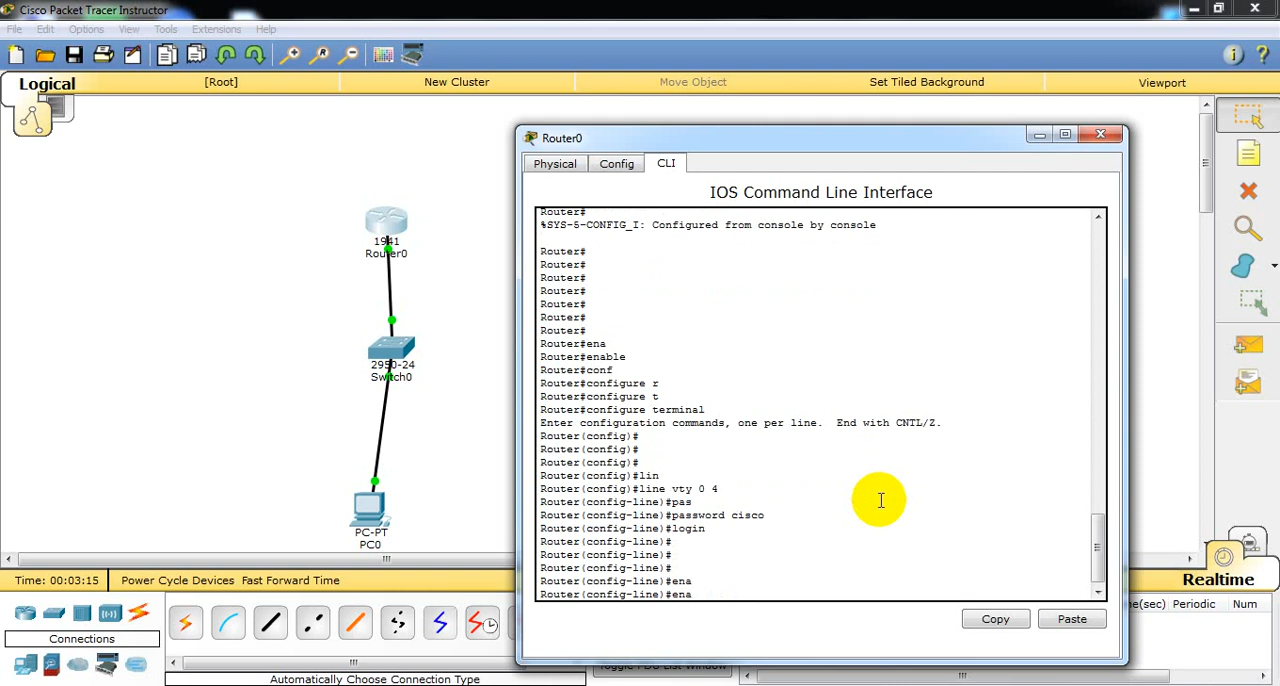 Cisco Packet Tracer Instructor
File Edit Options View Tools Extensions Help
Logical [Root] New Cluster Move Object Set Tiled Background Viewport
1941
Router0
2950-24
Switch0
PC-PT
PC0
Router0
Physical Config CLI
IOS Command Line Interface
Router#
%SYS-5-CONFIG_I: Configured from console by console
Router#
Router#
Router#
Router#
Router#
Router#
Router#
Router#ena
Router#enable
Router#conf
Router#configure r
Router#configure t
Router#configure terminal
Enter configuration commands, one per line.  End with CNTL/Z.
Router(config)#
Router(config)#
Router(config)#
Router(config)#lin
Router(config)#line vty 0 4
Router(config-line)#pas
Router(config-line)#password cisco
Router(config-line)#login
Router(config-line)#
Router(config-line)#
Router(config-line)#
Router(config-line)#ena
Router(config-line)#ena
Copy Paste
Time: 00:03:15 Power Cycle Devices Fast Forward Time
Realtime
Connections
(sec) Periodic Num
Automatically Choose Connection Type
Toggle PDU List Window